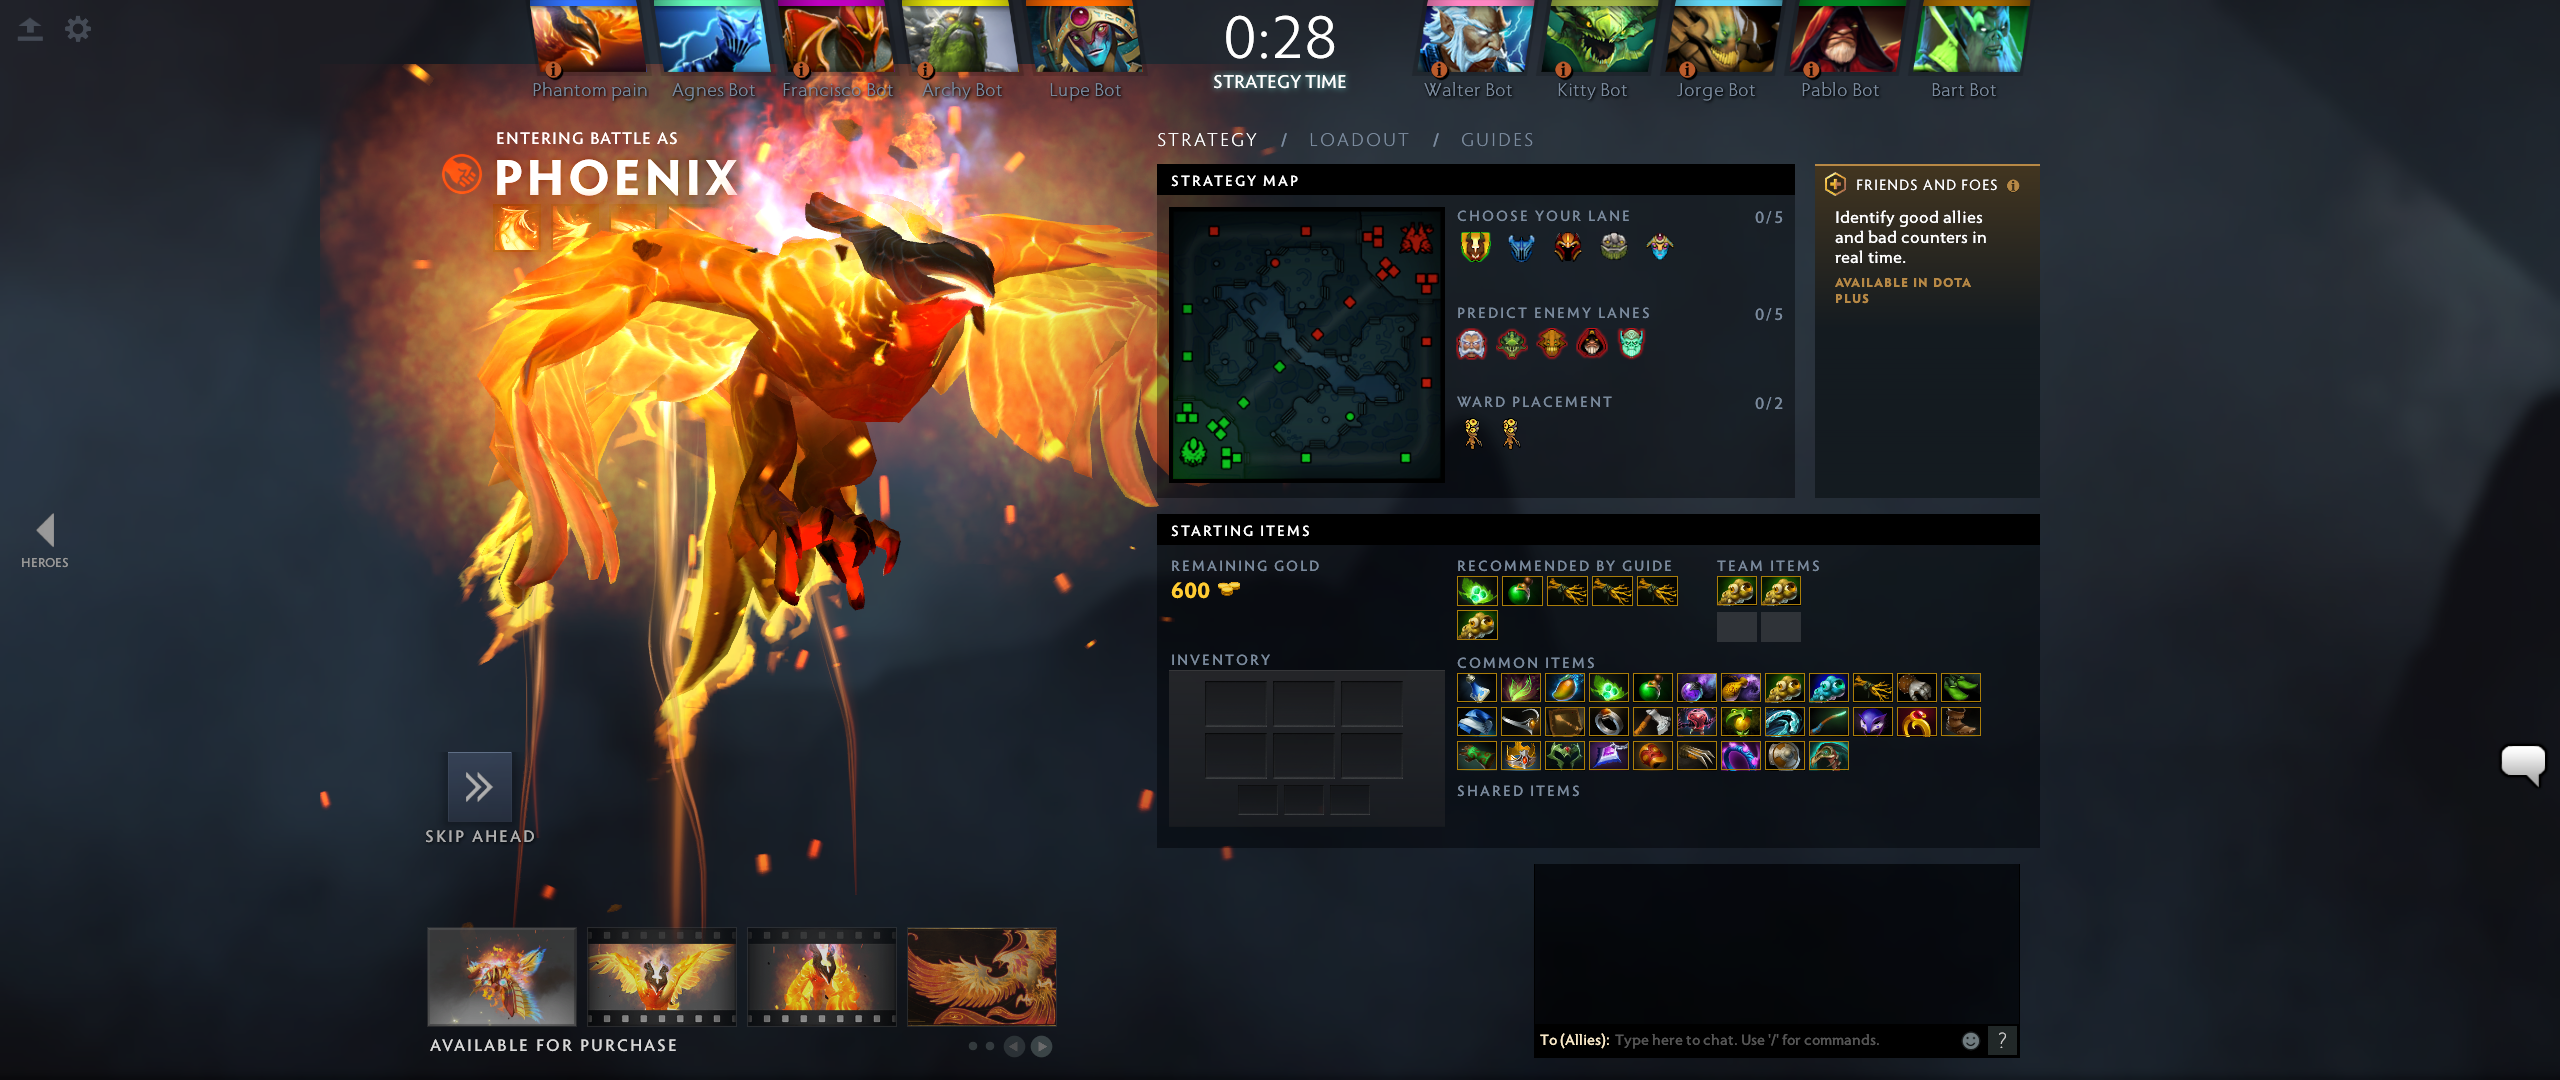 Phantom pain
Agnes Bot
Francisco Bot
Archy Bot
Lupe Bot
0:28
STRATEGY TIME
Walter Bot
Kitty Bot
Jorge Bot
Pablo Bot
Bart Bot
ENTERING BATTLE AS
PHOENIX
STRATEGY / LOADOUT / GUIDES
STRATEGY MAP
CHOOSE YOUR LANE 0/5
PREDICT ENEMY LANES 0/5
WARD PLACEMENT 0/2
FRIENDS AND FOES
Identify good allies
and bad counters in
real time.
AVAILABLE IN DOTA
PLUS
HEROES
STARTING ITEMS
REMAINING GOLD
600
RECOMMENDED BY GUIDE
TEAM ITEMS
INVENTORY
COMMON ITEMS
SHARED ITEMS
SKIP AHEAD
AVAILABLE FOR PURCHASE
To (Allies): Type here to chat. Use '/' for commands.
?